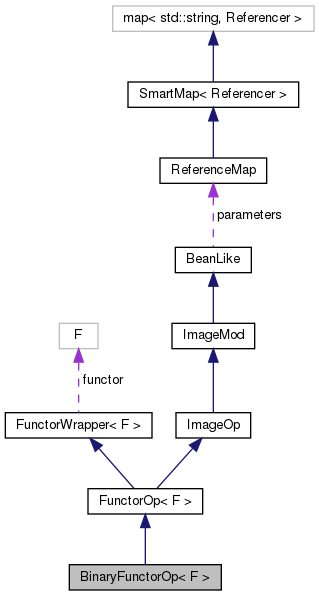 map< std::string, Referencer >
SmartMap< Referencer >
ReferenceMap
parameters
BeanLike
F
ImageMod
functor
FunctorWrapper< F >
ImageOp
FunctorOp< F >
BinaryFunctorOp< F >